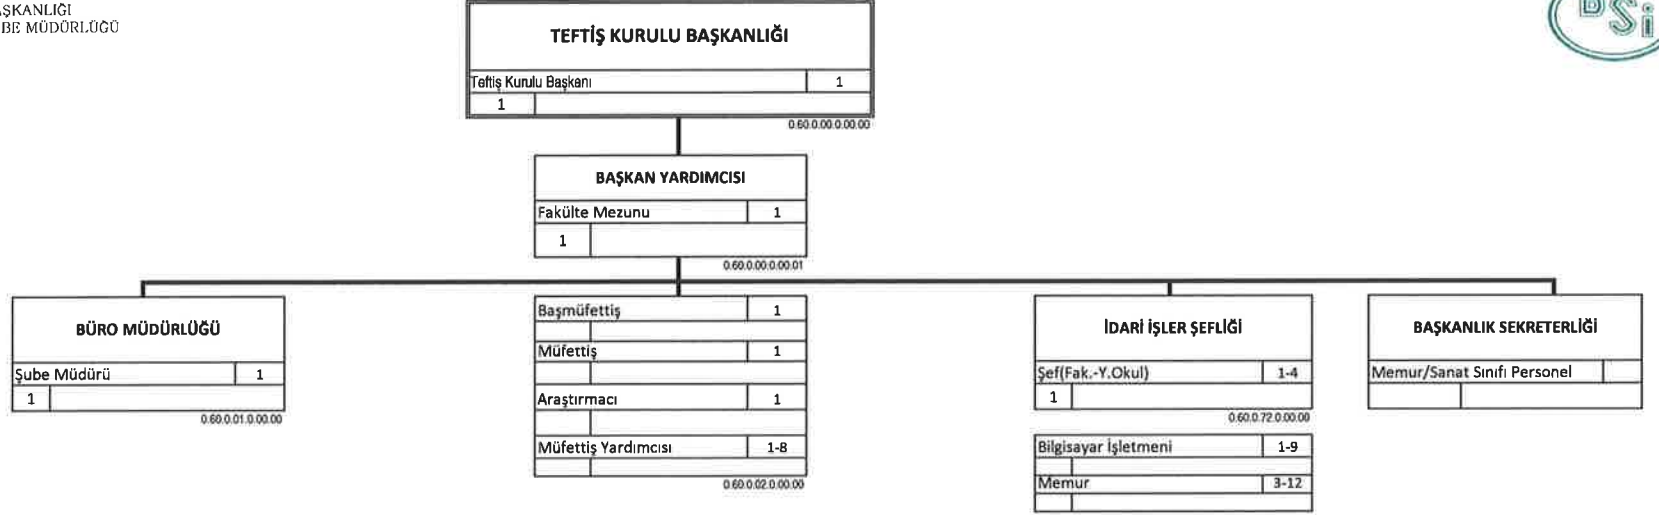 BE MÜDÜRLÜĞÜ
DSİ
TEFTİŞ KURULU BAŞKANLIĞI
Teftiş Kurulu Başkanı 1
1
0.60.0.00.0.00.00
BAŞKAN YARDIMCISI
Fakülte Mezunu 1
1
0.60.0.00.0.00.01
BÜRO MÜDÜRLÜĞÜ
Şube Müdürü 1
1
0.60.0.01.0.00.00
Başmüfettiş 1
Müfettiş 1
Araştırmacı 1
Müfettiş Yardımcısı 1-8
0.60.0.02.0.00.00
İDARİ İŞLER ŞEFLİĞİ
Şef(Fak.-Y.Okul) 1-4
1
0.60.0.72.0.00.00
Bilgisayar İşletmeni 1-9
Memur 3-12
BAŞKANLIK SEKRETERLİĞİ
Memur/Sanat Sınıfı Personel